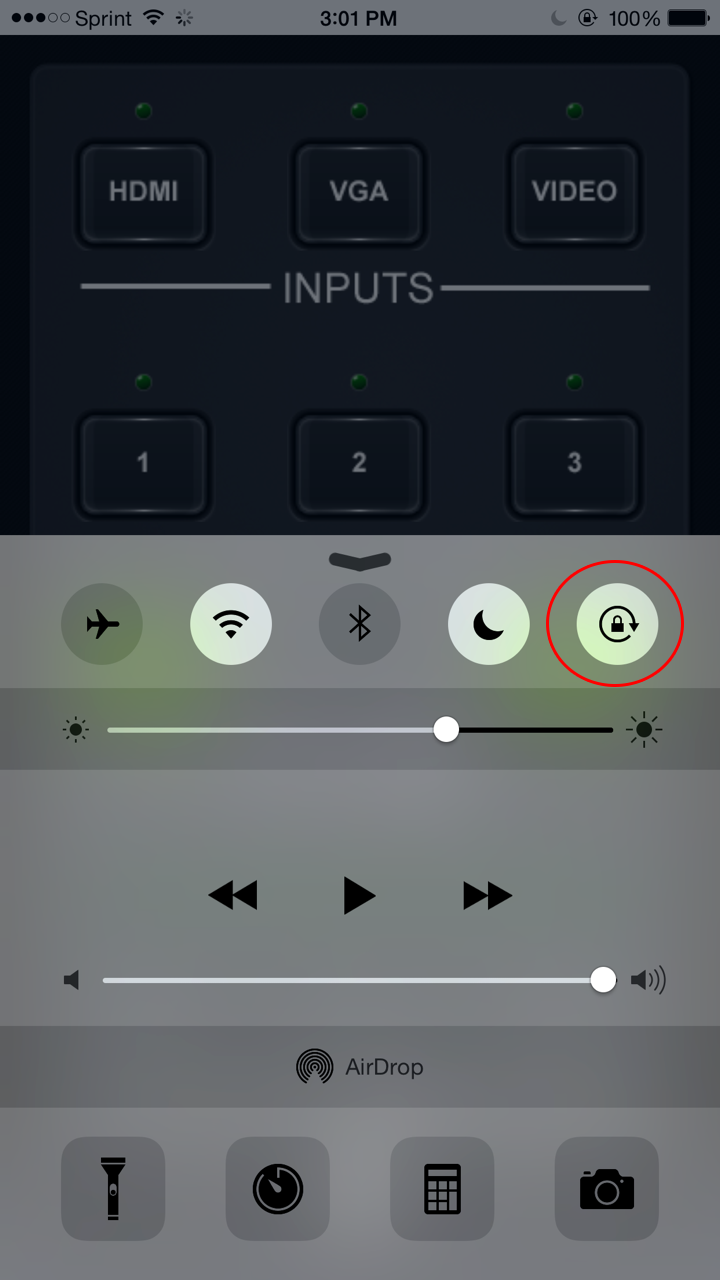 Sprint 3:01 PM 100%
HDMI VGA VIDEO
INPUTS
1 2 3
AirDrop